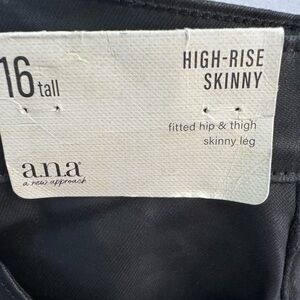 16 tall
HIGH-RISE
SKINNY
fitted hip & thigh
skinny leg
a.n.a
a new approach